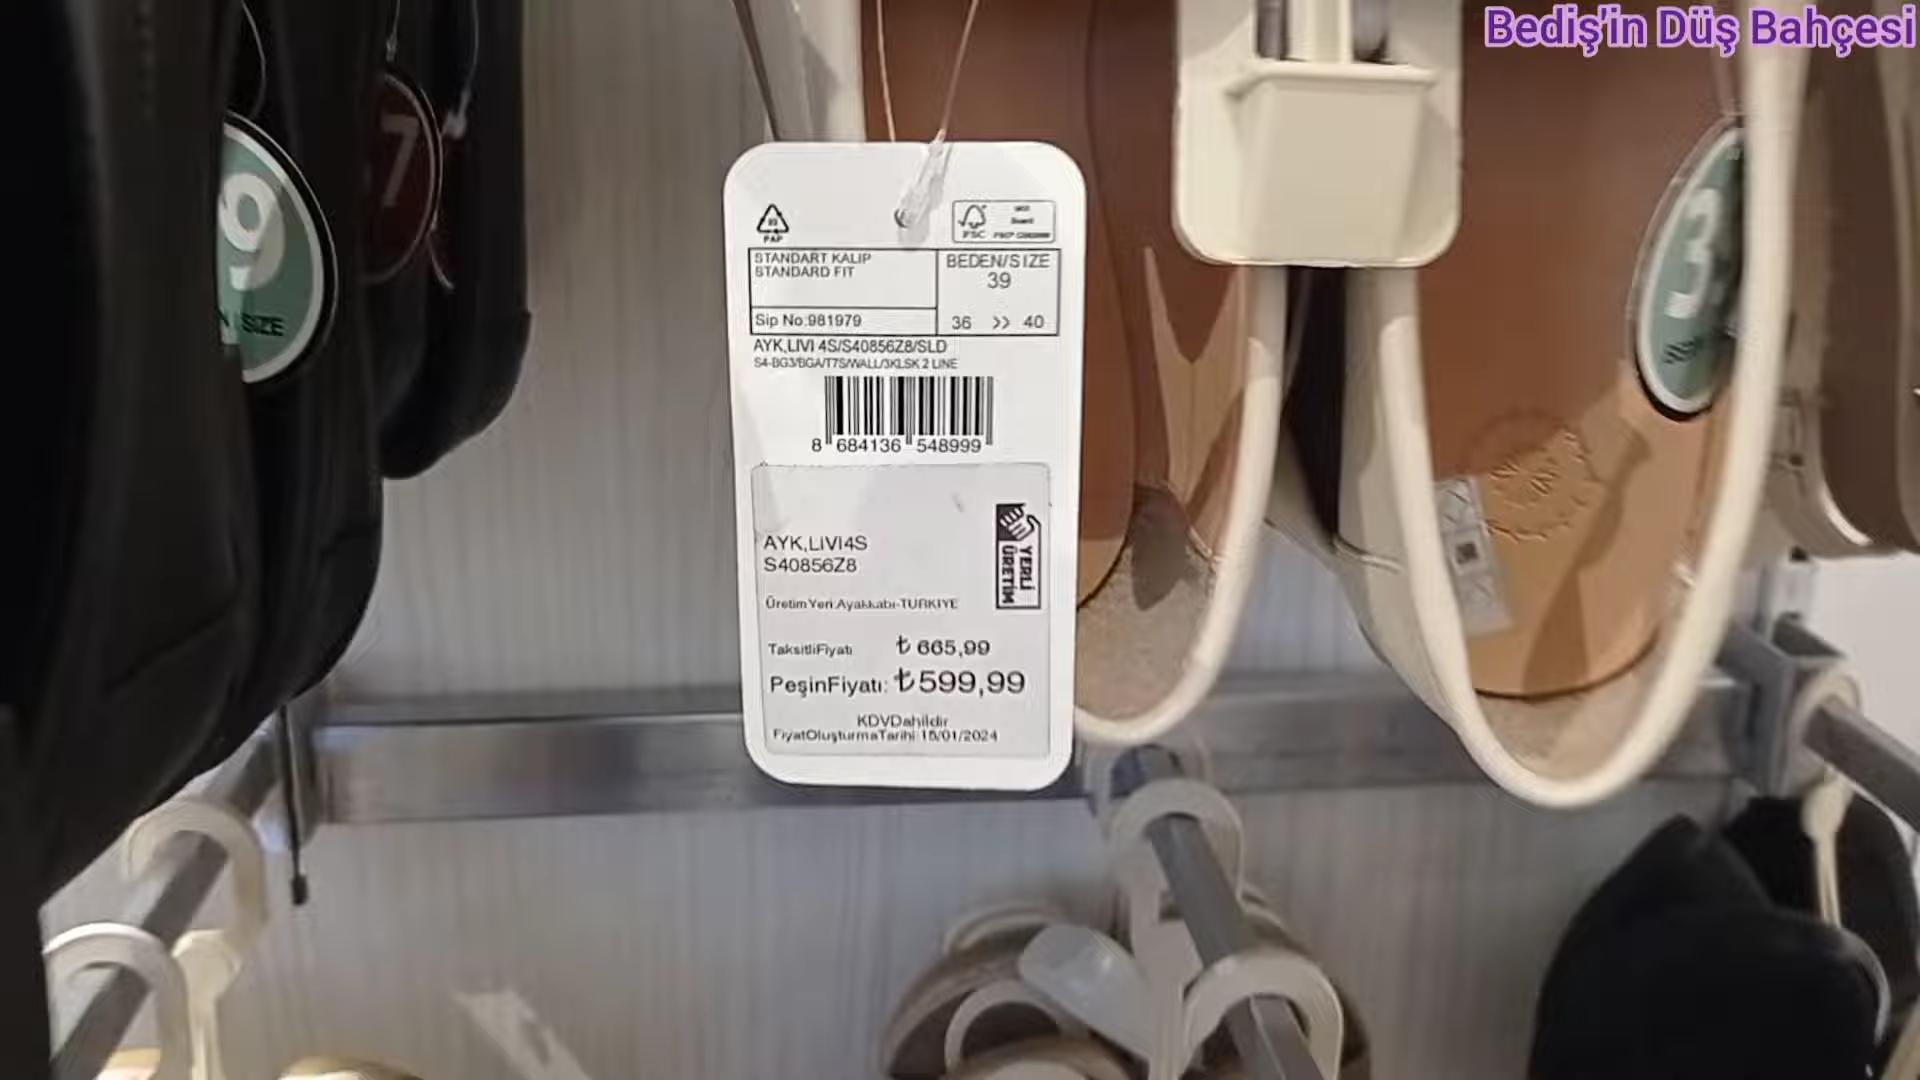 Bediş'in Düş Bahçesi
9
7
SIZE
3
PAP
FSC
STANDART KALIP
STANDARD FIT
BEDEN/SIZE
39
36 >> 40
Sip No:981979
AYK,LIVI 4S/S40856Z8/SLD
S4-BG3/BGA/T7S/WALL/3KLSK 2 LINE
8 684136 548999
AYK,LIVI4S
S40856Z8
YERLİ
ÜRETİM
ÜretimYeri:Ayakkabı-TURKIYE
TaksitliFiyatı ₺ 665,99
PeşinFiyatı: ₺599,99
KDVDahildir
FiyatOluşturmaTarihi:15/01/2024